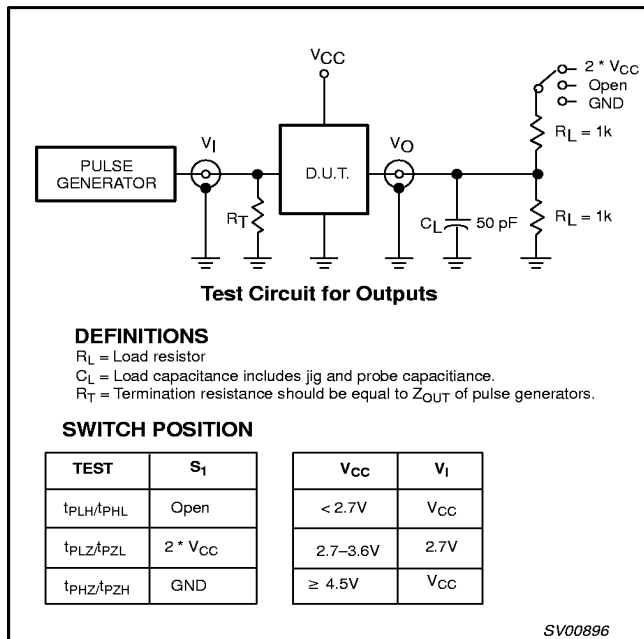 VCC
2 * VCC
Open
GND
VI
VO
RL = 1k
PULSE
GENERATOR
D.U.T.
RT
CL
50 pF
RL = 1k
Test Circuit for Outputs
DEFINITIONS
RL = Load resistor
CL = Load capacitance includes jig and probe capacitiance.
RT = Termination resistance should be equal to ZOUT of pulse generators.
SWITCH POSITION
TEST S1
tPLH/tPHL Open
tPLZ/tPZL 2 * VCC
tPHZ/tPZH GND
VCC VI
< 2.7V VCC
2.7–3.6V 2.7V
≥ 4.5V VCC
SV00896